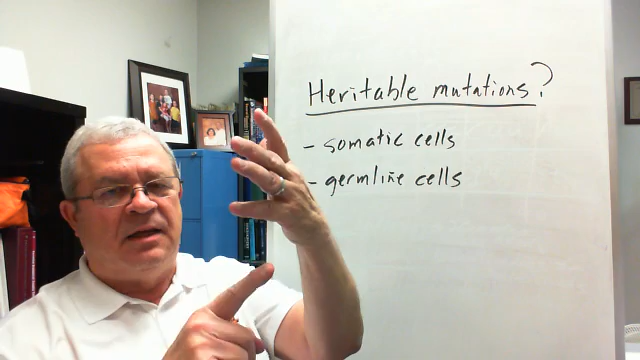 Heritable mutations?
- somatic cells
- germline cells